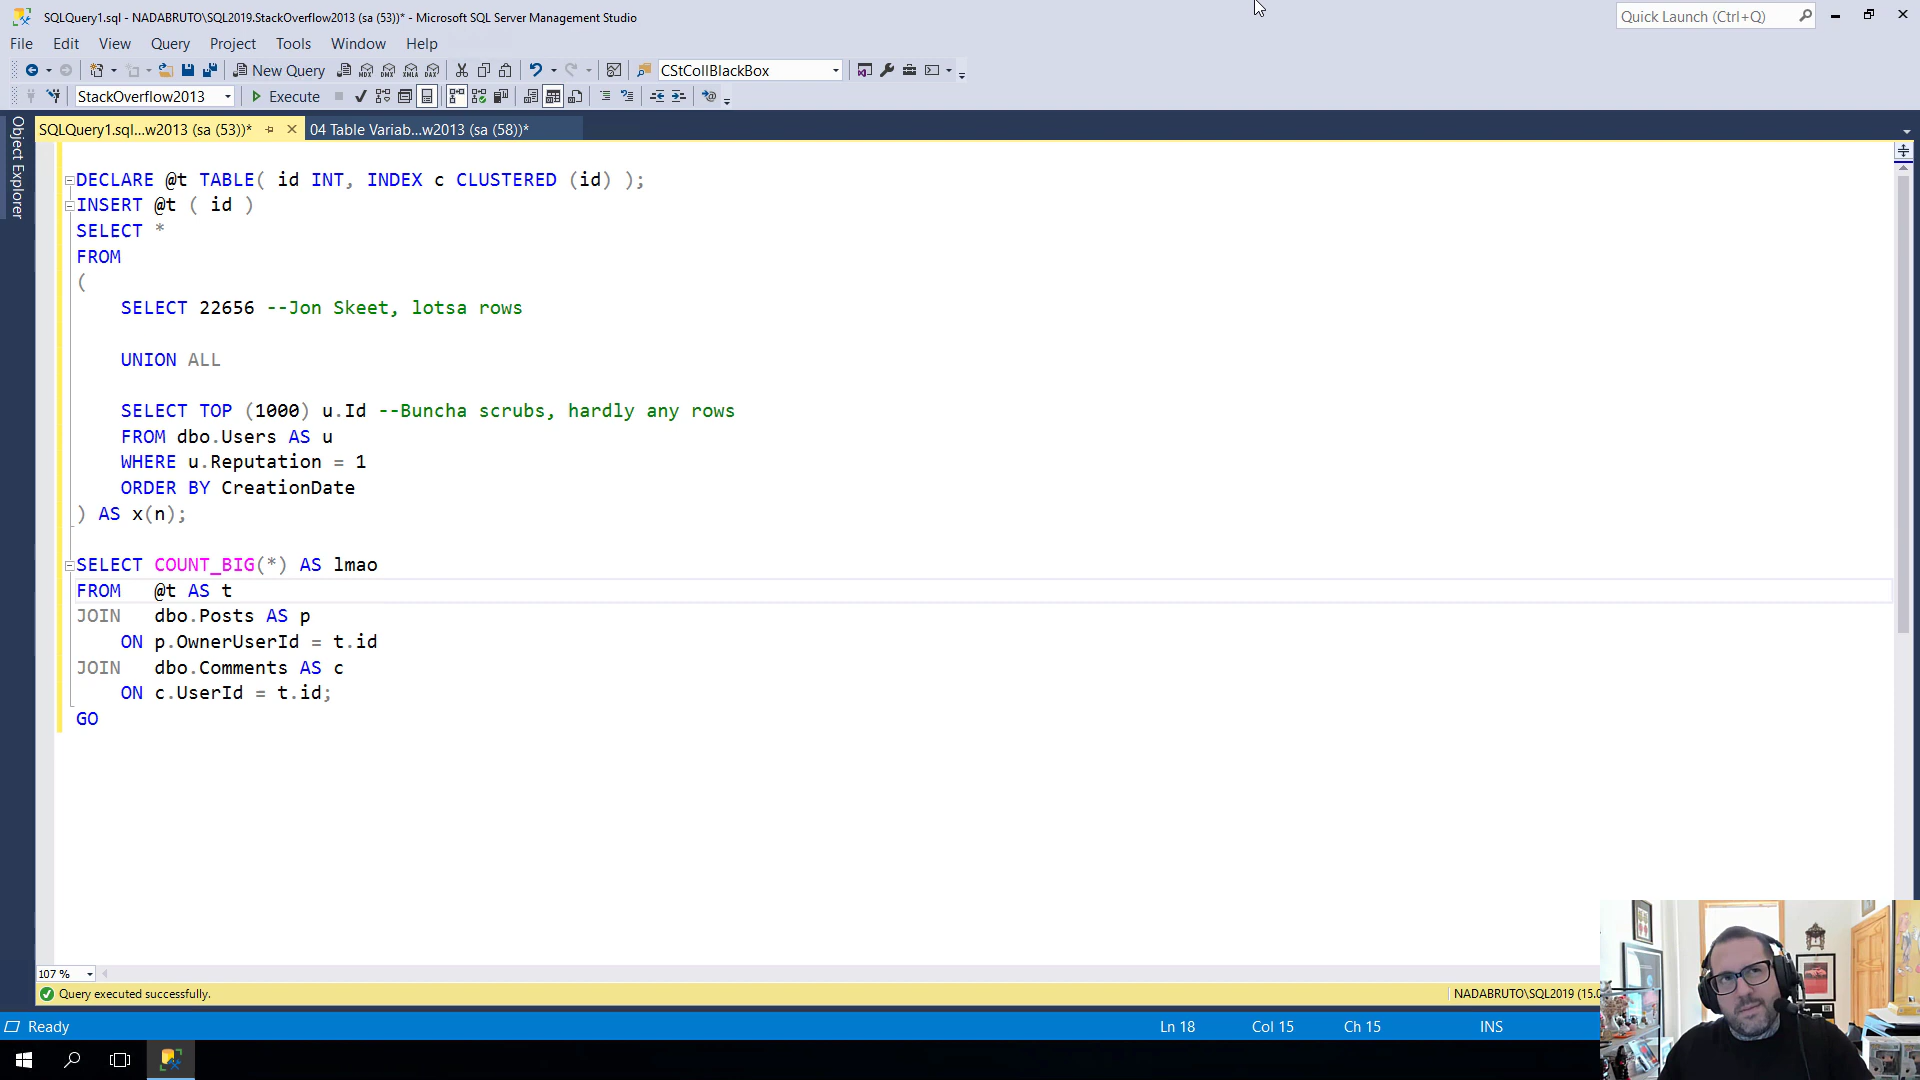 SQLQuery1.sql - NADABRUTO\SQL2019.StackOverflow2013 (sa (53))* - Microsoft SQL Server Management Studio
Quick Launch (Ctrl+Q)
File Edit View Query Project Tools Window Help
New Query
MDX DMX XMLA DAX
CStCollBlackBox
StackOverflow2013
Execute
SQLQuery1.sql...w2013 (sa (53))*
04 Table Variab...w2013 (sa (58))*
Object Explorer
DECLARE @t TABLE( id INT, INDEX c CLUSTERED (id) );
INSERT @t ( id )
SELECT *
FROM
(
SELECT 22656 --Jon Skeet, lotsa rows
UNION ALL
SELECT TOP (1000) u.Id --Buncha scrubs, hardly any rows
FROM dbo.Users AS u
WHERE u.Reputation = 1
ORDER BY CreationDate
) AS x(n);
SELECT COUNT_BIG(*) AS lmao
FROM @t AS t
JOIN dbo.Posts AS p
ON p.OwnerUserId = t.id
JOIN dbo.Comments AS c
ON c.UserId = t.id;
GO
107 %
Query executed successfully.
NADABRUTO\SQL2019 (15.0
Ready
Ln 18
Col 15
Ch 15
INS